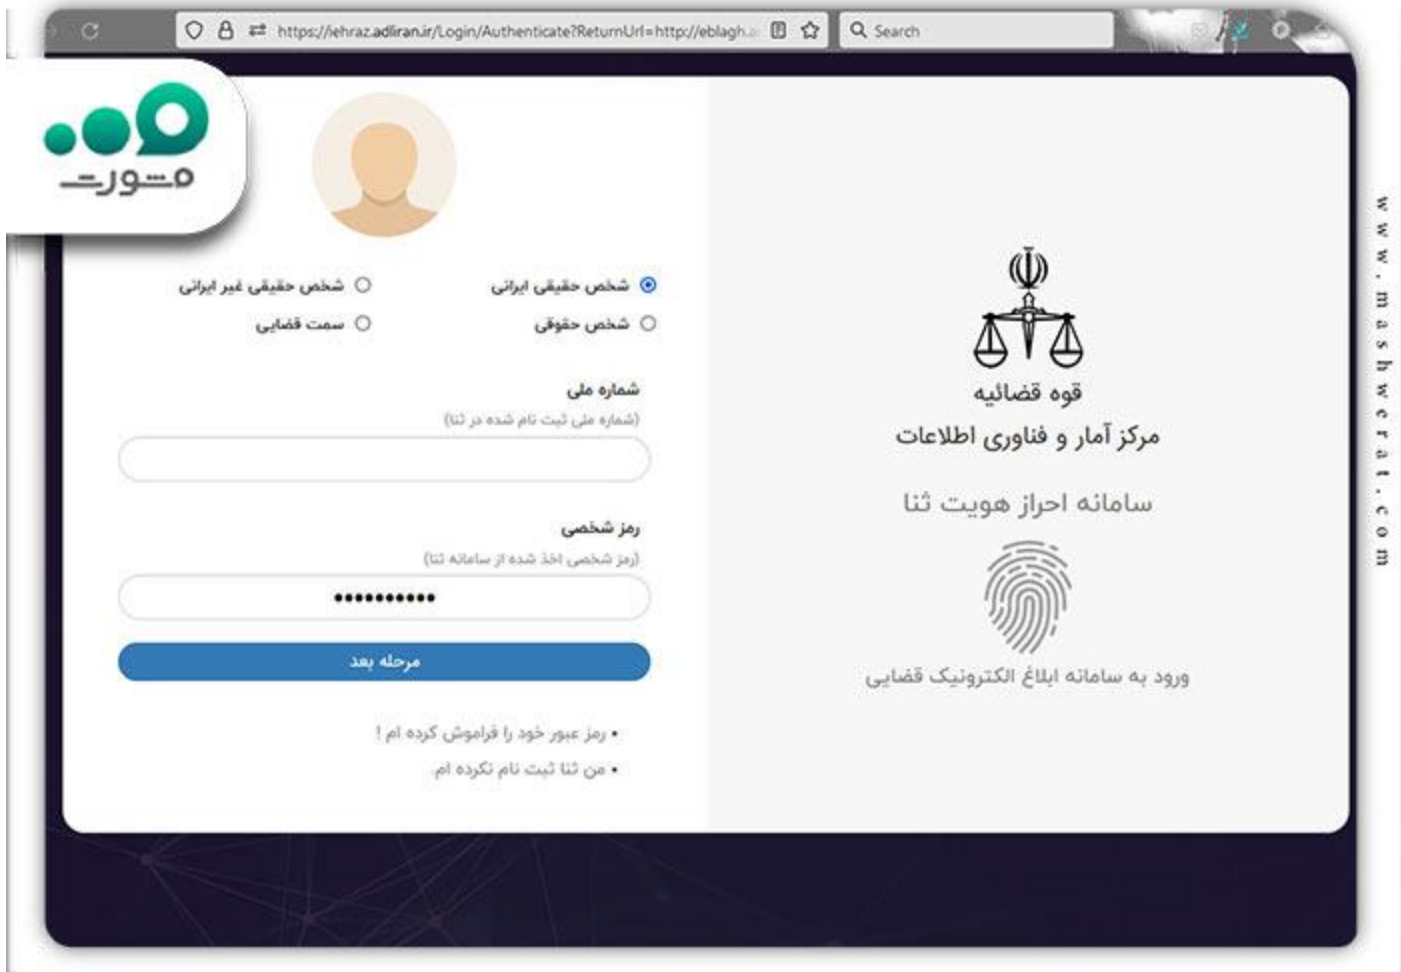 https://iehraz.adliran.ir/Login/Authenticate?ReturnUrl=http://eblagh.a
Search
مشورت
شخص حقیقی ایرانی
شخص حقیقی غیر ایرانی
شخص حقوقی
سمت قضایی
شماره ملی
(شماره ملی ثبت نام شده در ثنا)
رمز شخصی
(رمز شخصی اخذ شده از سامانه ثنا)
مرحله بعد
• رمز عبور خود را فراموش کرده ام !
• من ثنا ثبت نام نکرده ام.
قوه قضائیه
مرکز آمار و فناوری اطلاعات
سامانه احراز هویت ثنا
ورود به سامانه ابلاغ الکترونیک قضایی
www.mashwerat.com